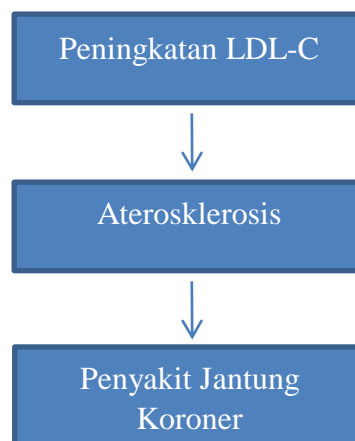 Peningkatan LDL-C
Aterosklerosis
Penyakit Jantung
Koroner